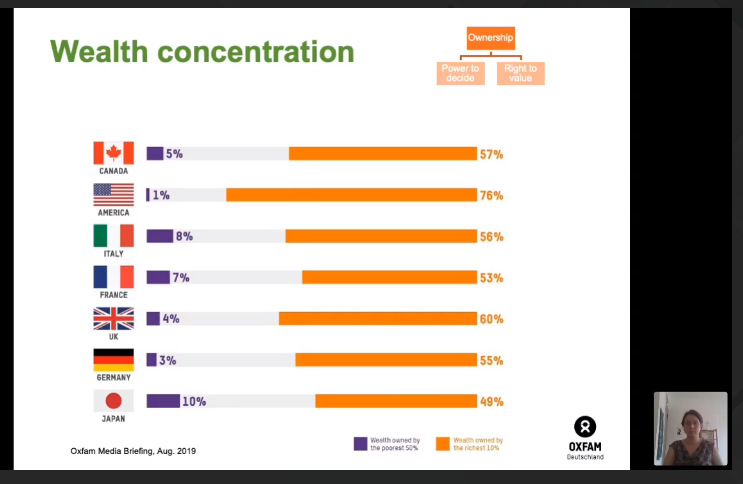 Wealth concentration
Ownership
Power to
decide
Right to
value
5%
57%
CANADA
1%
76%
AMERICA
8%
56%
ITALY
7%
53%
FRANCE
4%
60%
UK
3%
55%
GERMANY
10%
49%
JAPAN
Wealth owned by
the poorest 50%
Wealth owned by
the richest 10%
Oxfam Media Briefing, Aug. 2019
OXFAM
Deutschland